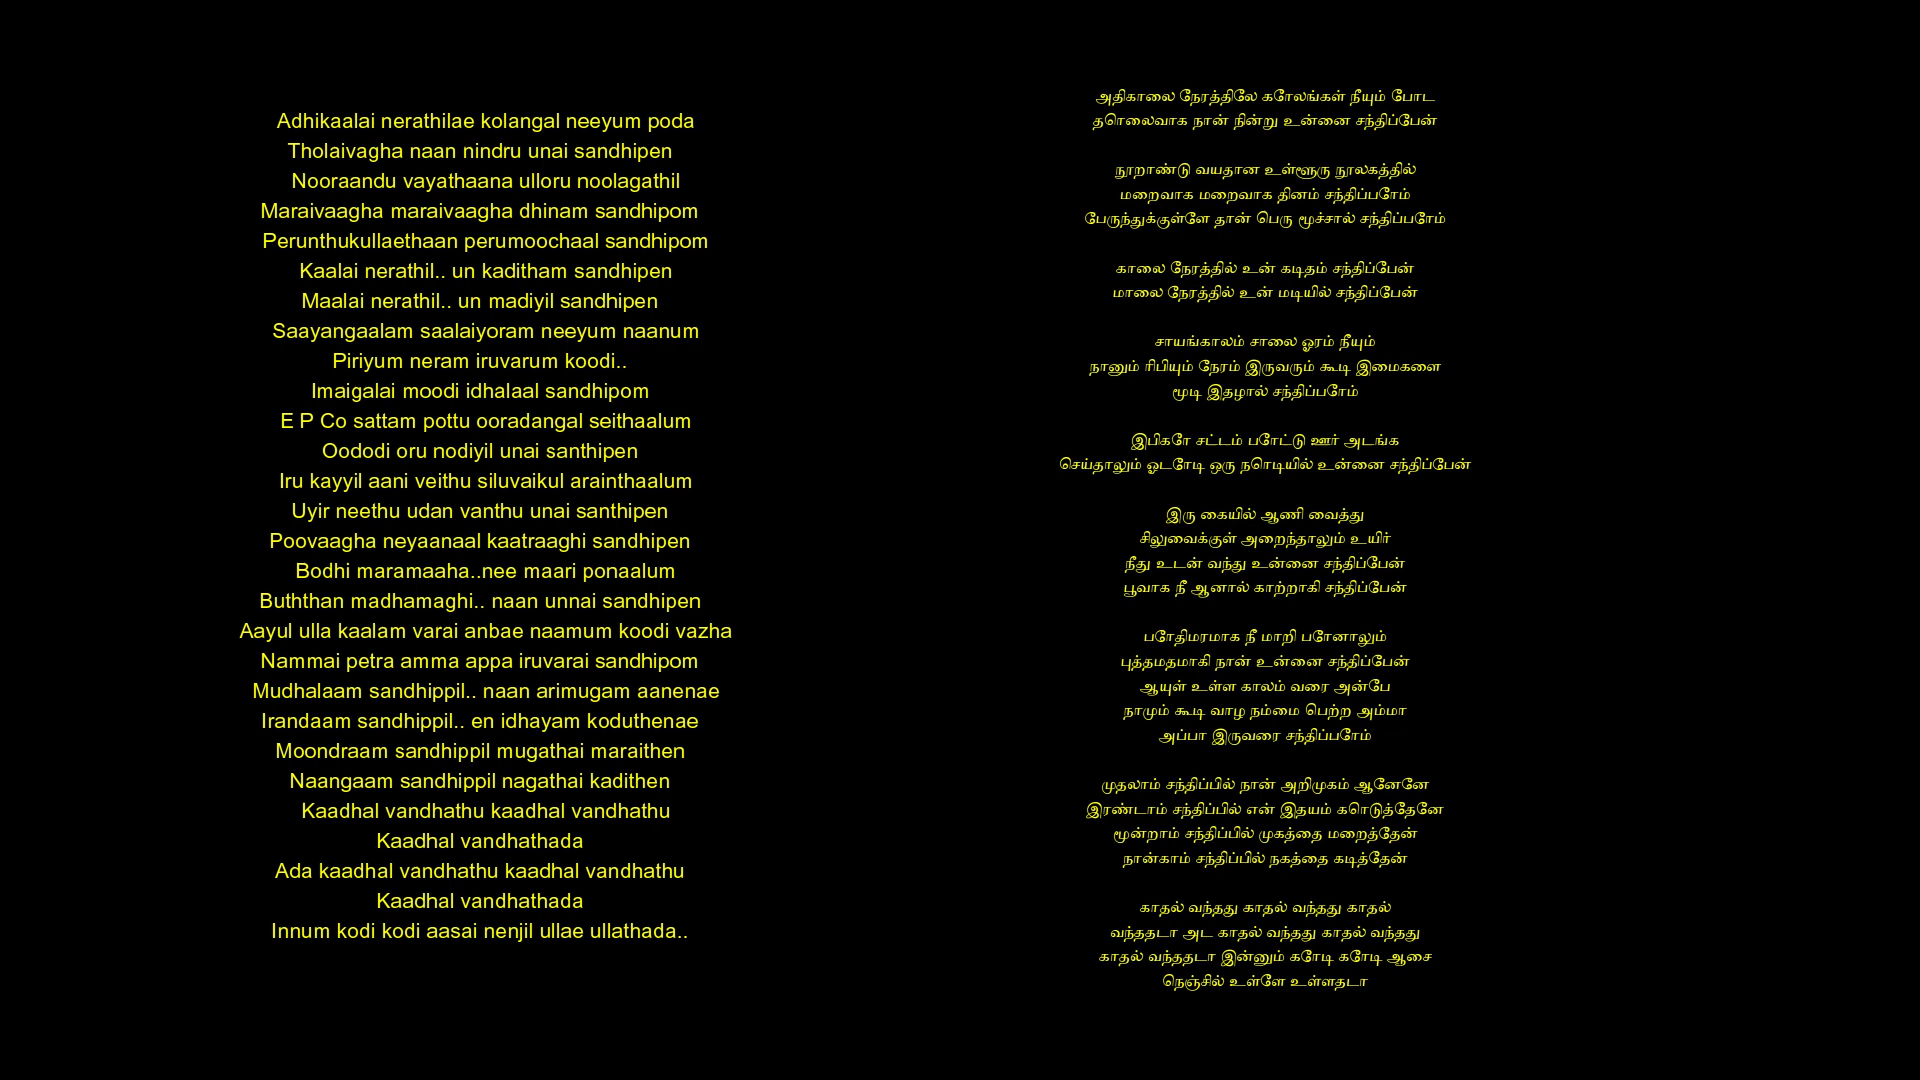 Adhikaalai nerathilae kolangal neeyum poda
Tholaivagha naan nindru unai sandhipen
Nooraandu vayathaana ulloru noolagathil
Maraivaagha maraivaagha dhinam sandhipom
Perunthukullaethaan perumoochaal sandhipom
Kaalai nerathil.. un kaditham sandhipen
Maalai nerathil.. un madiyil sandhipen
Saayangaalam saalaiyoram neeyum naanum
Piriyum neram iruvarum koodi..
Imaigalai moodi idhalaal sandhipom
E P Co sattam pottu ooradangal seithaalum
Oododi oru nodiyil unai santhipen
Iru kayyil aani veithu siluvaikul arainthaalum
Uyir neethu udan vanthu unai santhipen
Poovaagha neyaanaal kaatraaghi sandhipen
Bodhi maramaaha..nee maari ponaalum
Buththan madhamaghi.. naan unnai sandhipen
Aayul ulla kaalam varai anbae naamum koodi vazha
Nammai petra amma appa iruvarai sandhipom
Mudhalaam sandhippil.. naan arimugam aanenae
Irandaam sandhippil.. en idhayam koduthenae
Moondraam sandhippil mugathai maraithen
Naangaam sandhippil nagathai kadithen
Kaadhal vandhathu kaadhal vandhathu
Kaadhal vandhathada
Ada kaadhal vandhathu kaadhal vandhathu
Kaadhal vandhathada
Innum kodi kodi aasai nenjil ullae ullathada..
அதிகாலை நேரத்திலே கோலங்கள் நீயும் போட
தொலைவாக நான் நின்று உன்னை சந்திப்பேன்
நூறாண்டு வயதான உள்ளூரு நூலகத்தில்
மறைவாக மறைவாக தினம் சந்திப்போம்
பேருந்துக்குள்ளே தான் பெரு மூச்சால் சந்திப்போம்
காலை நேரத்தில் உன் கடிதம் சந்திப்பேன்
மாலை நேரத்தில் உன் மடியில் சந்திப்பேன்
சாயங்காலம் சாலை ஓரம் நீயும்
நானும் ரிபியும் நேரம் இருவரும் கூடி இமைகளை
மூடி இதழால் சந்திப்போம்
இபிகோ சட்டம் போட்டு ஊர் அடங்க
செய்தாலும் ஓடோடி ஒரு நொடியில் உன்னை சந்திப்பேன்
இரு கையில் ஆணி வைத்து
சிலுவைக்குள் அறைந்தாலும் உயிர்
நீது உடன் வந்து உன்னை சந்திப்பேன்
பூவாக நீ ஆனால் காற்றாகி சந்திப்பேன்
போதிமரமாக நீ மாறி போனாலும்
புத்தமதமாகி நான் உன்னை சந்திப்பேன்
ஆயுள் உள்ள காலம் வரை அன்பே
நாமும் கூடி வாழ நம்மை பெற்ற அம்மா
அப்பா இருவரை சந்திப்போம்
முதலாம் சந்திப்பில் நான் அறிமுகம் ஆனேனே
இரண்டாம் சந்திப்பில் என் இதயம் கொடுத்தேனே
மூன்றாம் சந்திப்பில் முகத்தை மறைத்தேன்
நான்காம் சந்திப்பில் நகத்தை கடித்தேன்
காதல் வந்தது காதல் வந்தது காதல்
வந்ததடா அட காதல் வந்தது காதல் வந்தது
காதல் வந்ததடா இன்னும் கோடி கோடி ஆசை
நெஞ்சில் உள்ளே உள்ளதடா